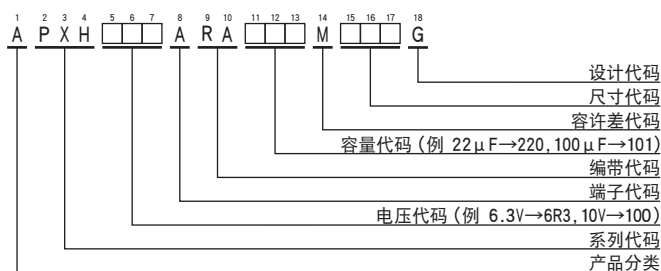 1 2 3 4 5 6 7 8 9 10 11 12 13 14 15 16 17 18
A P X H □□□ A R A □□□ M □□□ G
设计代码
尺寸代码
容许差代码
容量代码（例 22μF→220,100μF→101）
编带代码
端子代码
电压代码（例 6.3V→6R3,10V→100）
系列代码
产品分类